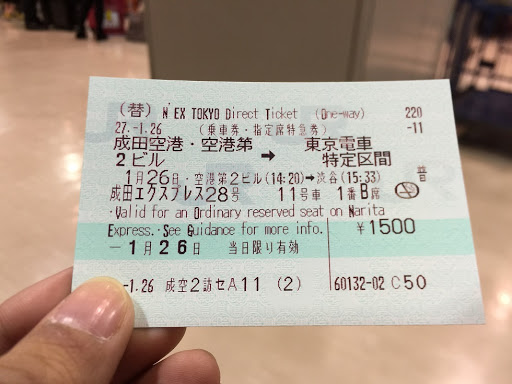 (替) N'EX TOKYO Direct Ticket (One-way) 220
27.-1.26 (乗車券・指定席特急券) -11
成田空港・空港第2ビル → 東京電車特定区間
1月26日・空港第2ビル(14:20)→渋谷(15:33) 普
成田エクスプレス28号 11号車 1番B席
・Valid for an Ordinary reserved seat on Narita
Express.・See Guidance for more info. ¥1500
-1月26日 当日限り有効
-1.26 成空2訪セA11 (2) 60132-02 C50